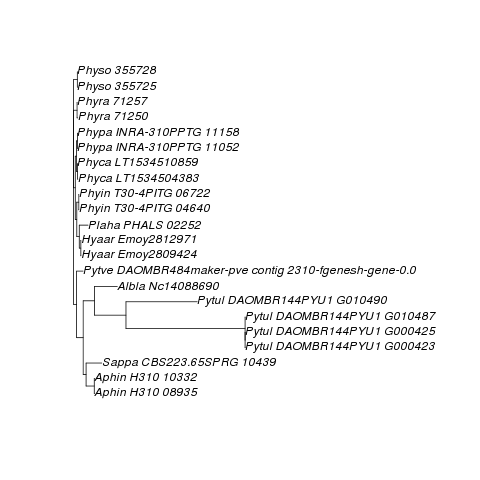 Physo 355728
Physo 355725
Phyra 71257
Phyra 71250
Phypa INRA-310PPTG 11158
Phypa INRA-310PPTG 11052
Phyca LT1534510859
Phyca LT1534504383
Phyin T30-4PITG 06722
Phyin T30-4PITG 04640
Plaha PHALS 02252
Hyaar Emoy2812971
Hyaar Emoy2809424
Pytve DAOMBR484maker-pve contig 2310-fgenesh-gene-0.0
Albla Nc14088690
Pytul DAOMBR144PYU1 G010490
Pytul DAOMBR144PYU1 G010487
Pytul DAOMBR144PYU1 G000425
Pytul DAOMBR144PYU1 G000423
Sappa CBS223.65SPRG 10439
Aphin H310 10332
Aphin H310 08935